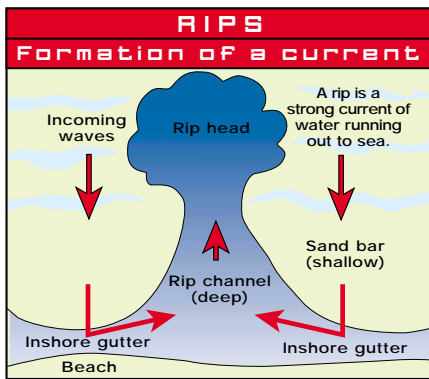 RIPS
Formation of a current
Incoming
waves
Rip head
A rip is a
strong current of
water running
out to sea.
Sand bar
(shallow)
Rip channel
(deep)
Inshore gutter
Inshore gutter
Beach